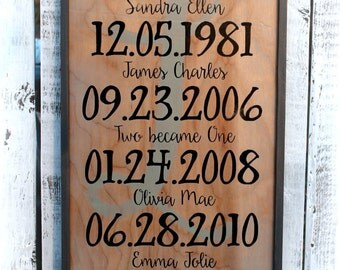 Sandra Ellen
12.05.1981
James Charles
09.23.2006
Two became One
01.24.2008
Olivia Mae
06.28.2010
Emma Jolie